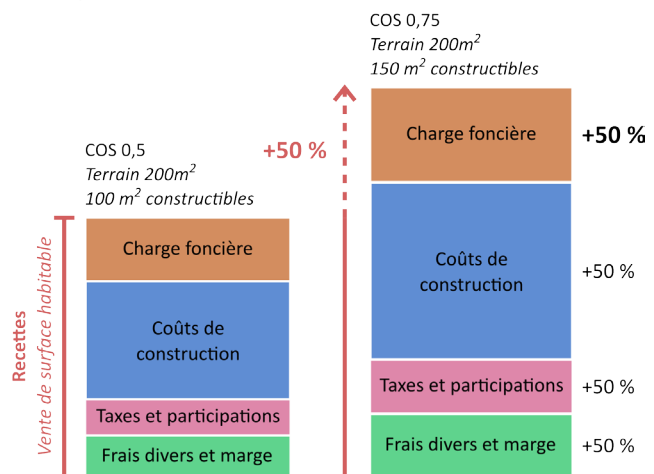 COS 0,75
Terrain 200m²
150 m² constructibles
Charge foncière
+50 %
+50 %
COS 0,5
Terrain 200m²
100 m² constructibles
Charge foncière
Coûts de
construction
+50 %
Coûts de
construction
Taxes et participations
+50 %
Taxes et participations
Frais divers et marge
+50 %
Frais divers et marge
Recettes
Vente de surface habitable